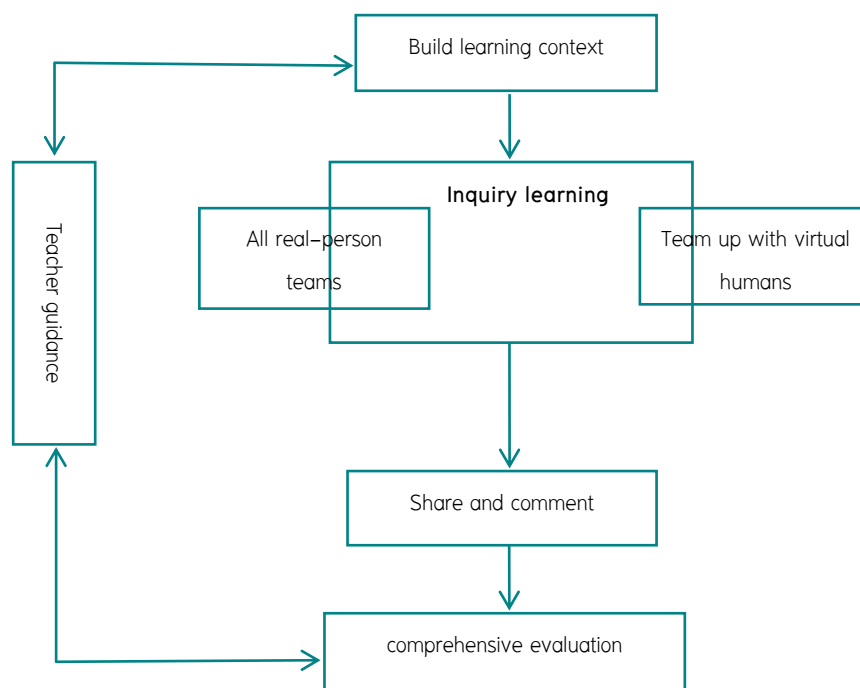 Build learning context
Teacher guidance
Inquiry learning
All real-person
teams
Team up with virtual
humans
Share and comment
comprehensive evaluation